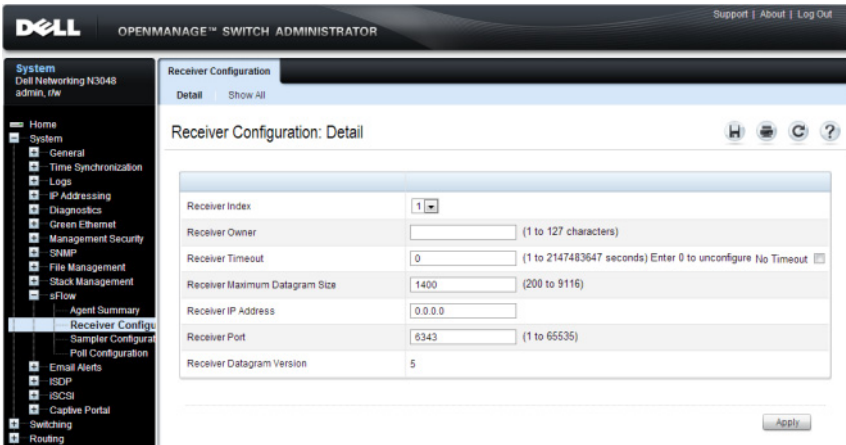 Support | About | Log Out
DELL
OPENMANAGE™ SWITCH ADMINISTRATOR
System
Dell Networking N3048
admin, r/w
Home
System
General
Time Synchronization
Logs
IP Addressing
Diagnostics
Green Ethernet
Management Security
SNMP
File Management
Stack Management
sFlow
Agent Summary
Receiver Configu
Sampler Configurat
Poll Configuration
Email Alerts
ISDP
iSCSI
Captive Portal
Switching
Routing
Receiver Configuration
Detail Show All
Receiver Configuration: Detail
Receiver Index 1
Receiver Owner (1 to 127 characters)
Receiver Timeout 0 (1 to 2147483647 seconds) Enter 0 to unconfigure No Timeout
Receiver Maximum Datagram Size 1400 (200 to 9116)
Receiver IP Address 0.0.0.0
Receiver Port 6343 (1 to 65535)
Receiver Datagram Version 5
Apply